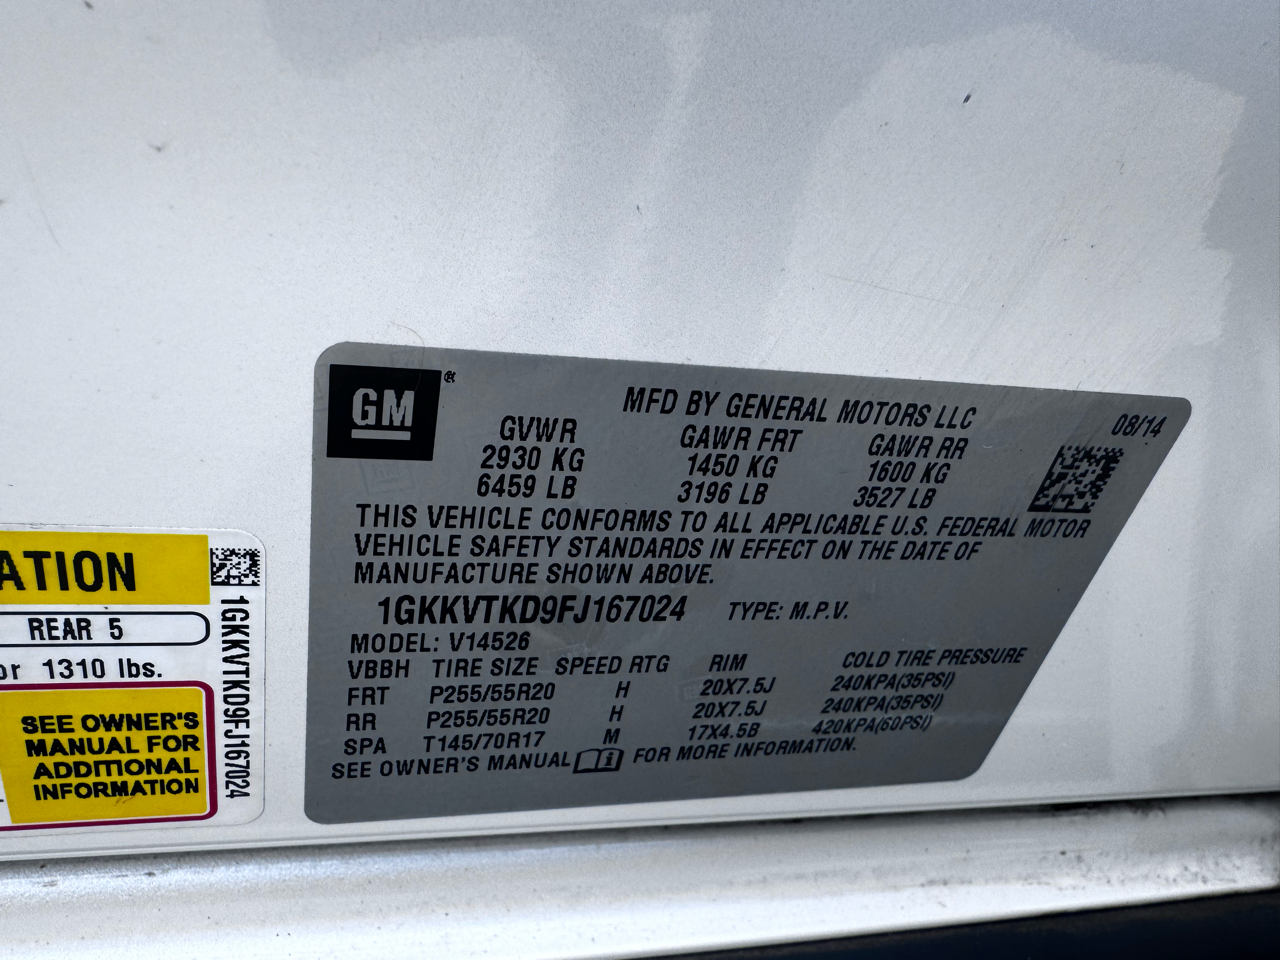 GM®
MFD BY GENERAL MOTORS LLC
08/14
GVWR GAWR FRT GAWR RR
2930 KG 1450 KG 1600 KG
6459 LB 3196 LB 3527 LB
THIS VEHICLE CONFORMS TO ALL APPLICABLE U.S. FEDERAL MOTOR
VEHICLE SAFETY STANDARDS IN EFFECT ON THE DATE OF
MANUFACTURE SHOWN ABOVE.
1GKKVTKD9FJ167024 TYPE: M.P.V.
MODEL: V14526
VBBH TIRE SIZE SPEED RTG RIM COLD TIRE PRESSURE
FRT P255/55R20 H 20X7.5J 240KPA(35PSI)
RR P255/55R20 H 20X7.5J 240KPA(35PSI)
SPA T145/70R17 M 17X4.5B 420KPA(60PSI)
SEE OWNER'S MANUAL FOR MORE INFORMATION.
ATION
REAR 5
or 1310 lbs.
SEE OWNER'S
MANUAL FOR
ADDITIONAL
INFORMATION
1GKKVTKD9FJ167024